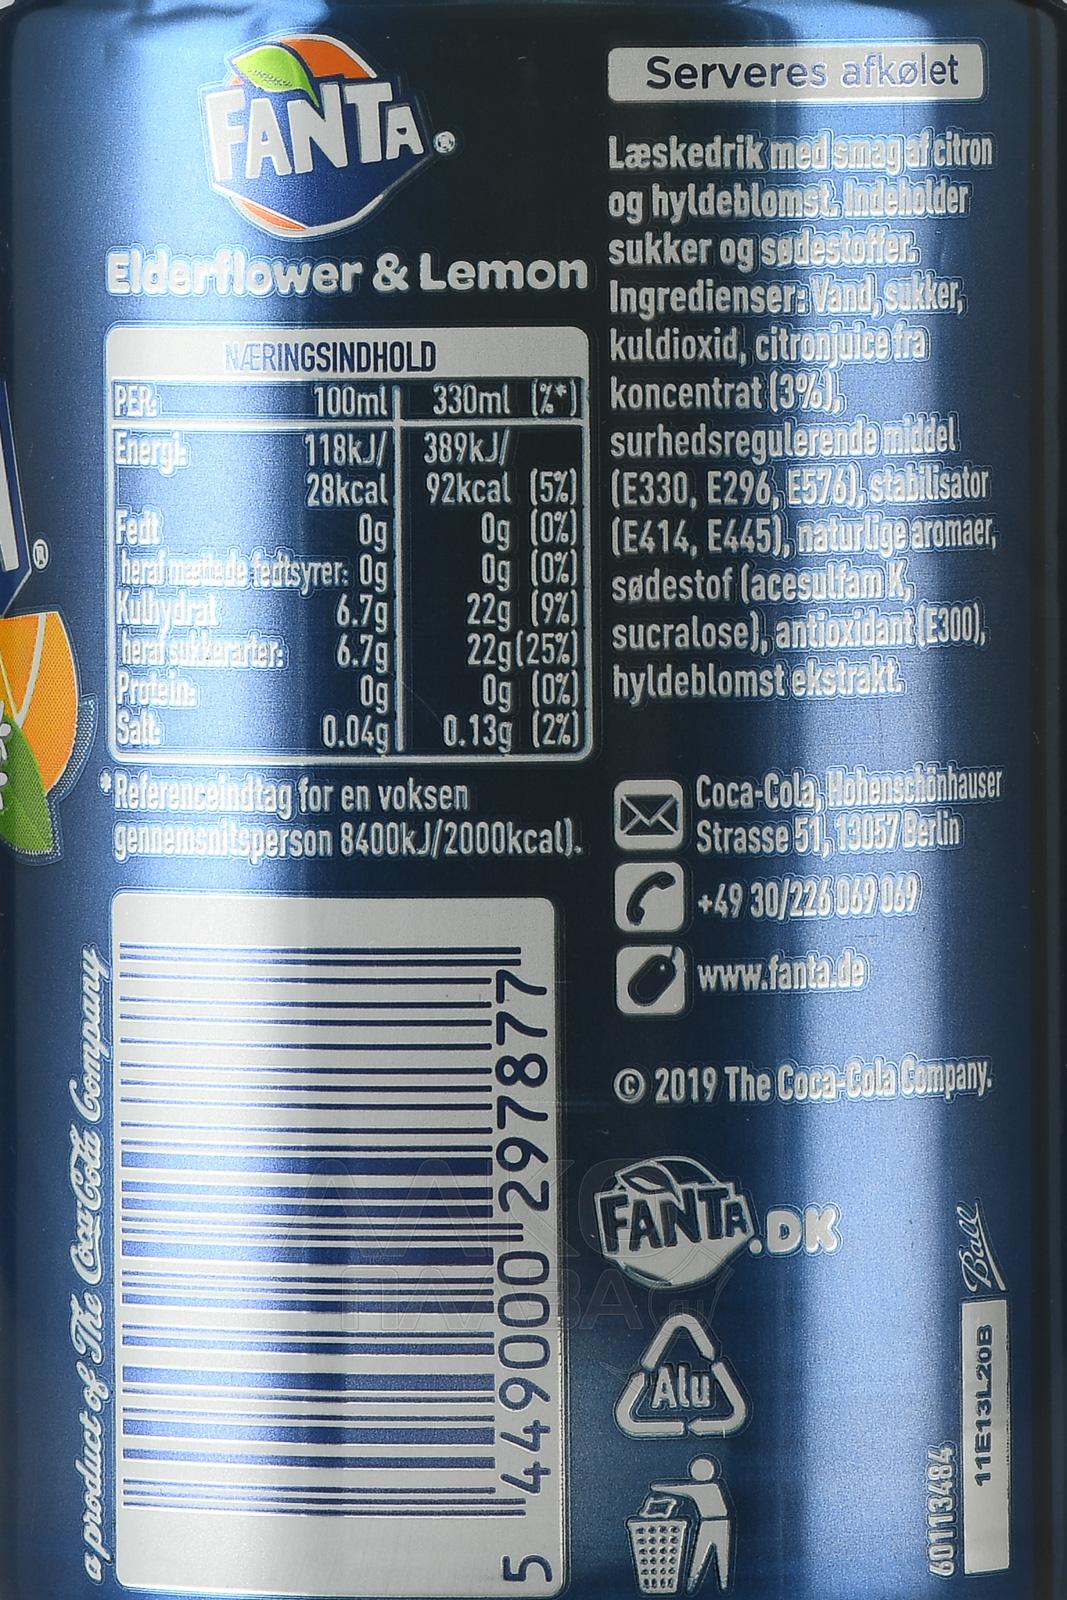 FANTA®
Elderflower & Lemon
NÆRINGSINDHOLD
PER: 100ml 330ml (%*)
Energi: 118kJ/ 389kJ/
28kcal 92kcal (5%)
Fedt 0g 0g (0%)
heraf mættede fedtsyrer: 0g 0g (0%)
Kulhydrat 6.7g 22g (9%)
heraf sukkerarter: 6.7g 22g (25%)
Protein: 0g 0g (0%)
Salt: 0.04g 0.13g (2%)
*Referenceindtag for en voksen
gennemsnitsperson 8400kJ/2000kcal).
5 449000 297877
a product of The Coca-Cola Company
Serveres afkølet
Læskedrik med smag af citron
og hyldeblomst. Indeholder
sukker og sødestoffer.
Ingredienser: Vand, sukker,
kuldioxid, citronjuice fra
koncentrat (3%),
surhedsregulerende middel
(E330, E296, E576), stabilisator
(E414, E445), naturlige aromaer,
sødestof (acesulfam K,
sucralose), antioxidant (E300),
hyldeblomst ekstrakt.
Coca-Cola, Hohenschönhauser
Strasse 51, 13057 Berlin
+49 30/226 069 069
www.fanta.de
© 2019 The Coca-Cola Company.
FANTA.DK
Alu
Ball
11E13L20B
60113484
®